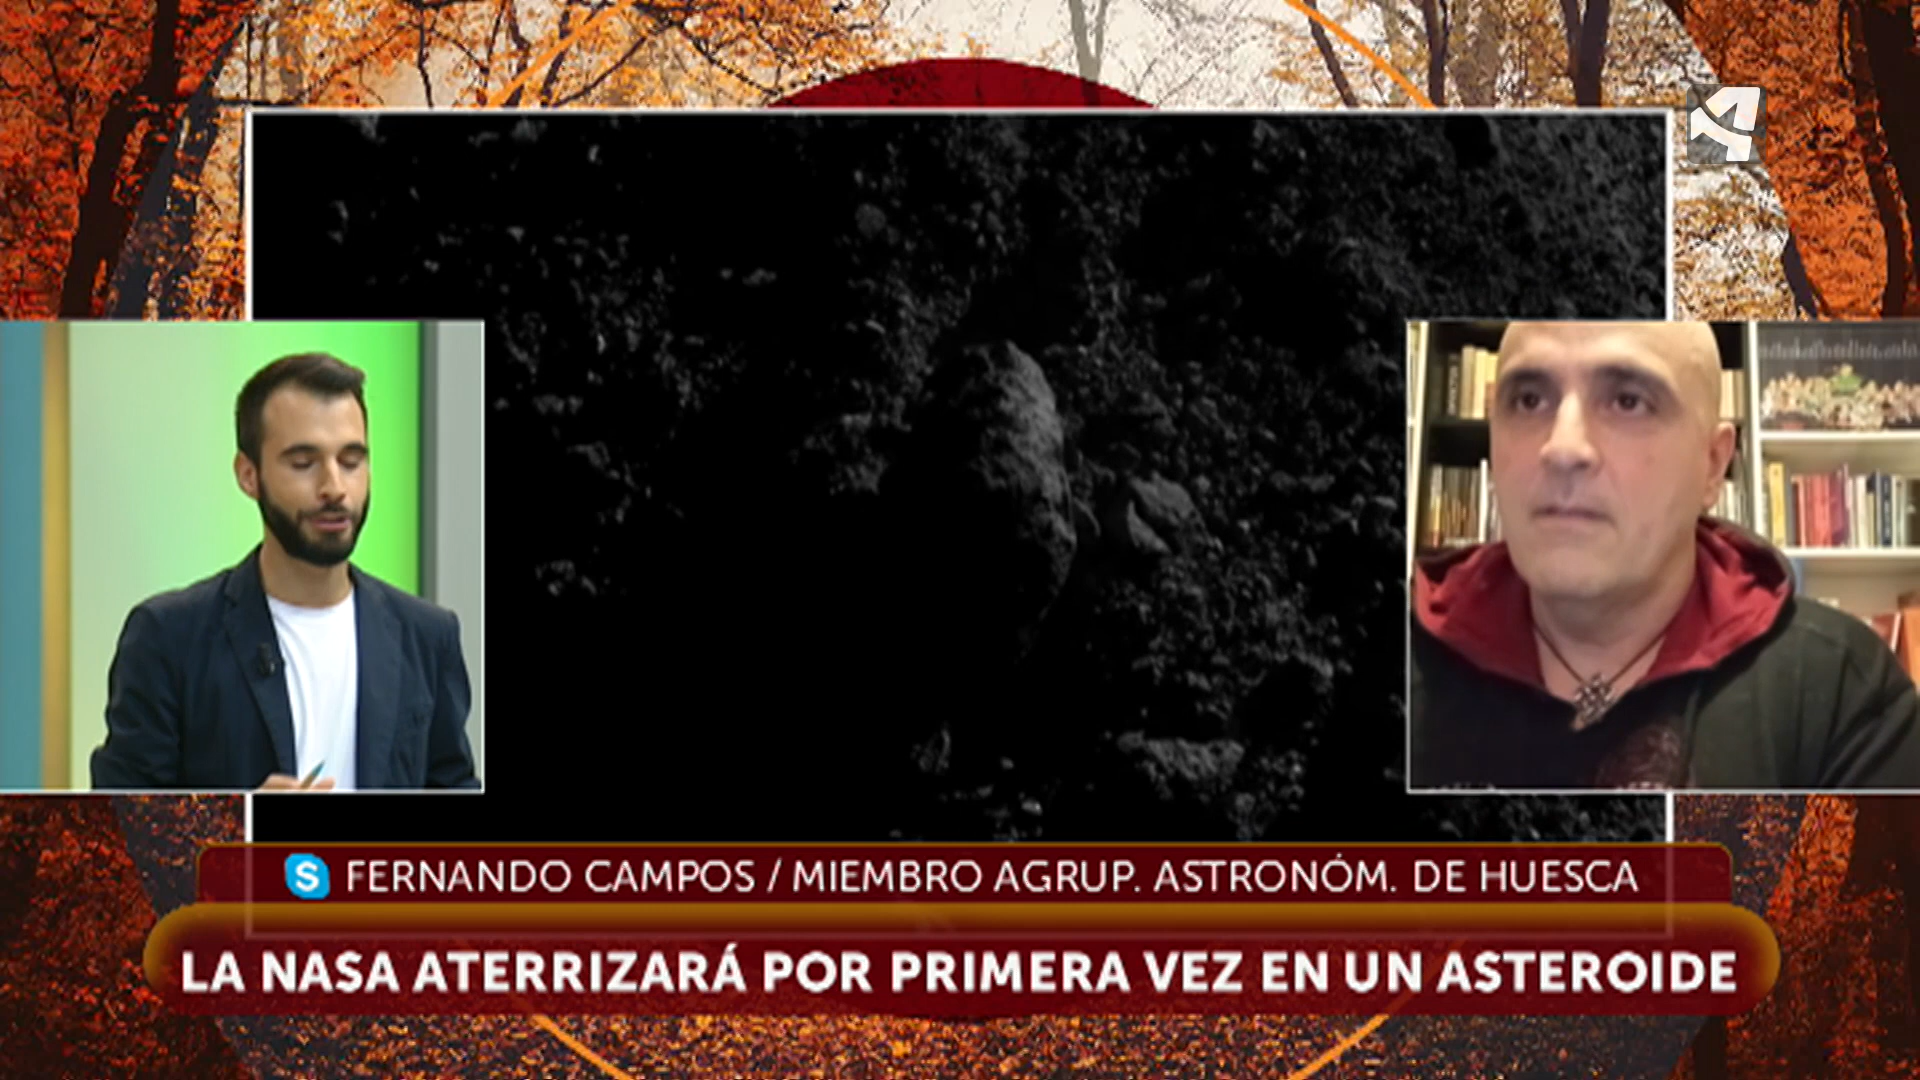 FERNANDO CAMPOS / MIEMBRO AGRUP. ASTRONÓM. DE HUESCA
LA NASA ATERRIZARÁ POR PRIMERA VEZ EN UN ASTEROIDE